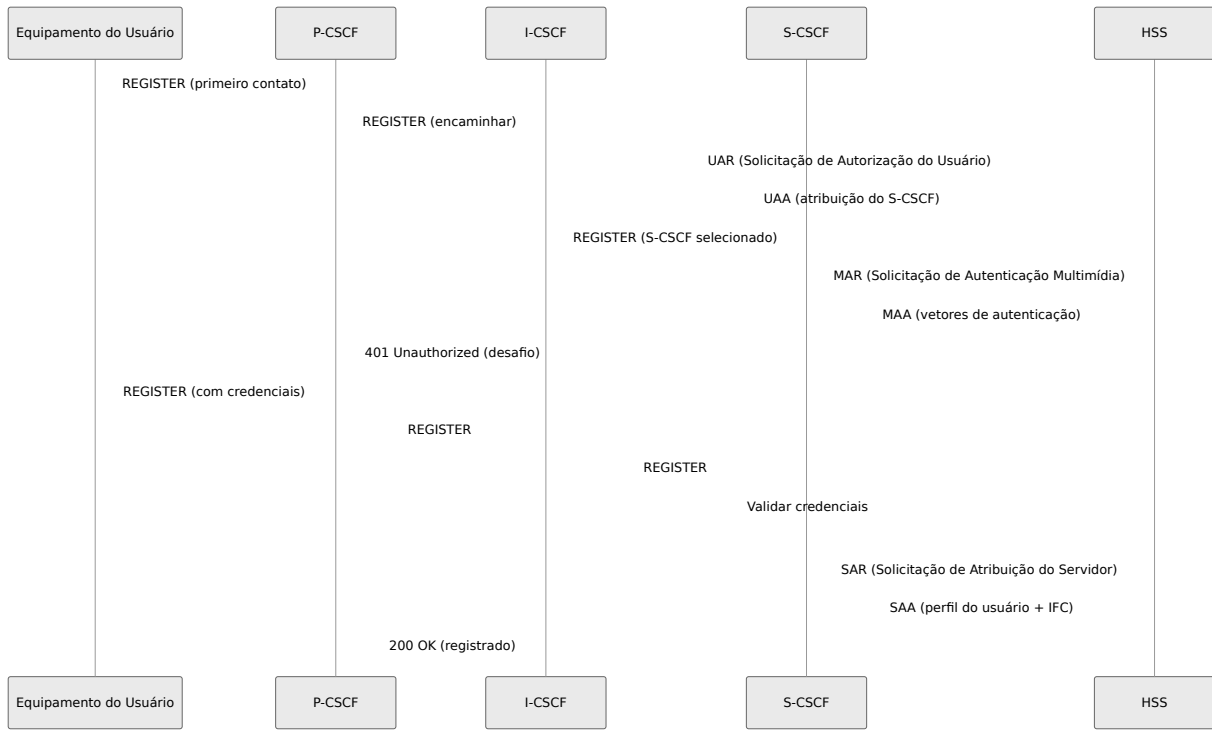 Equipamento do Usuário
P-CSCF
I-CSCF
S-CSCF
HSS
REGISTER (primeiro contato)
REGISTER (encaminhar)
UAR (Solicitação de Autorização do Usuário)
UAA (atribuição do S-CSCF)
REGISTER (S-CSCF selecionado)
MAR (Solicitação de Autenticação Multimídia)
MAA (vetores de autenticação)
401 Unauthorized (desafio)
REGISTER (com credenciais)
REGISTER
REGISTER
Validar credenciais
SAR (Solicitação de Atribuição do Servidor)
SAA (perfil do usuário + IFC)
200 OK (registrado)
Equipamento do Usuário
P-CSCF
I-CSCF
S-CSCF
HSS